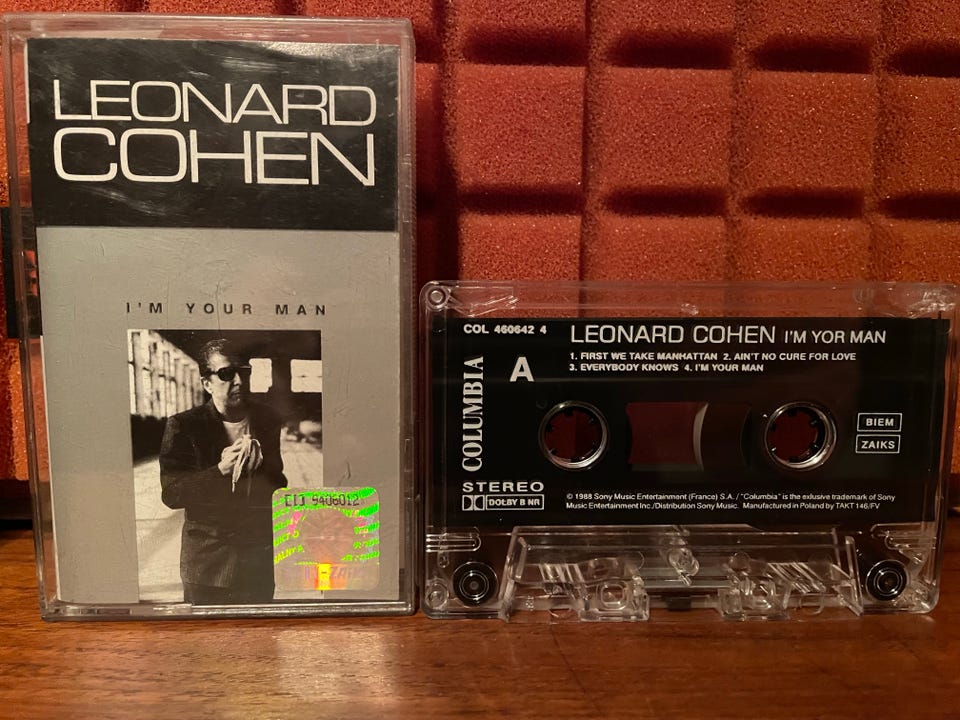 LEONARD
COHEN
I'M YOUR MAN
EIJ 9406012
COL 460642 4
LEONARD COHEN I'M YOR MAN
1. FIRST WE TAKE MANHATTAN 2. AIN'T NO CURE FOR LOVE
3. EVERYBODY KNOWS 4. I'M YOUR MAN
COLUMBIA
A
BIEM
ZAIKS
STEREO
DOLBY B NR
© 1988 Sony Music Entertainment (France) S.A. / "Columbia" is the exlusive trademark of Sony
Music Entertainment Inc./Distribution Sony Music. Manufactured in Poland by TAKT 146/FV